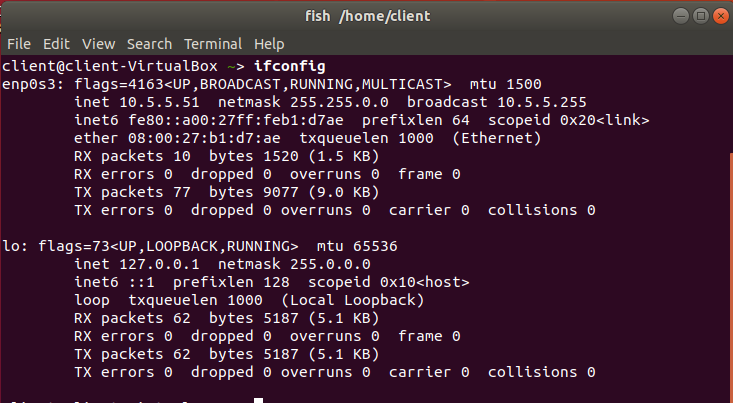 fish /home/client
File Edit View Search Terminal Help
client@client-VirtualBox ~> ifconfig
enp0s3: flags=4163<UP,BROADCAST,RUNNING,MULTICAST>  mtu 1500
        inet 10.5.5.51  netmask 255.255.0.0  broadcast 10.5.5.255
        inet6 fe80::a00:27ff:feb1:d7ae  prefixlen 64  scopeid 0x20<link>
        ether 08:00:27:b1:d7:ae  txqueuelen 1000  (Ethernet)
        RX packets 10  bytes 1520 (1.5 KB)
        RX errors 0  dropped 0  overruns 0  frame 0
        TX packets 77  bytes 9077 (9.0 KB)
        TX errors 0  dropped 0 overruns 0  carrier 0  collisions 0
lo: flags=73<UP,LOOPBACK,RUNNING>  mtu 65536
        inet 127.0.0.1  netmask 255.0.0.0
        inet6 ::1  prefixlen 128  scopeid 0x10<host>
        loop  txqueuelen 1000  (Local Loopback)
        RX packets 62  bytes 5187 (5.1 KB)
        RX errors 0  dropped 0  overruns 0  frame 0
        TX packets 62  bytes 5187 (5.1 KB)
        TX errors 0  dropped 0 overruns 0  carrier 0  collisions 0